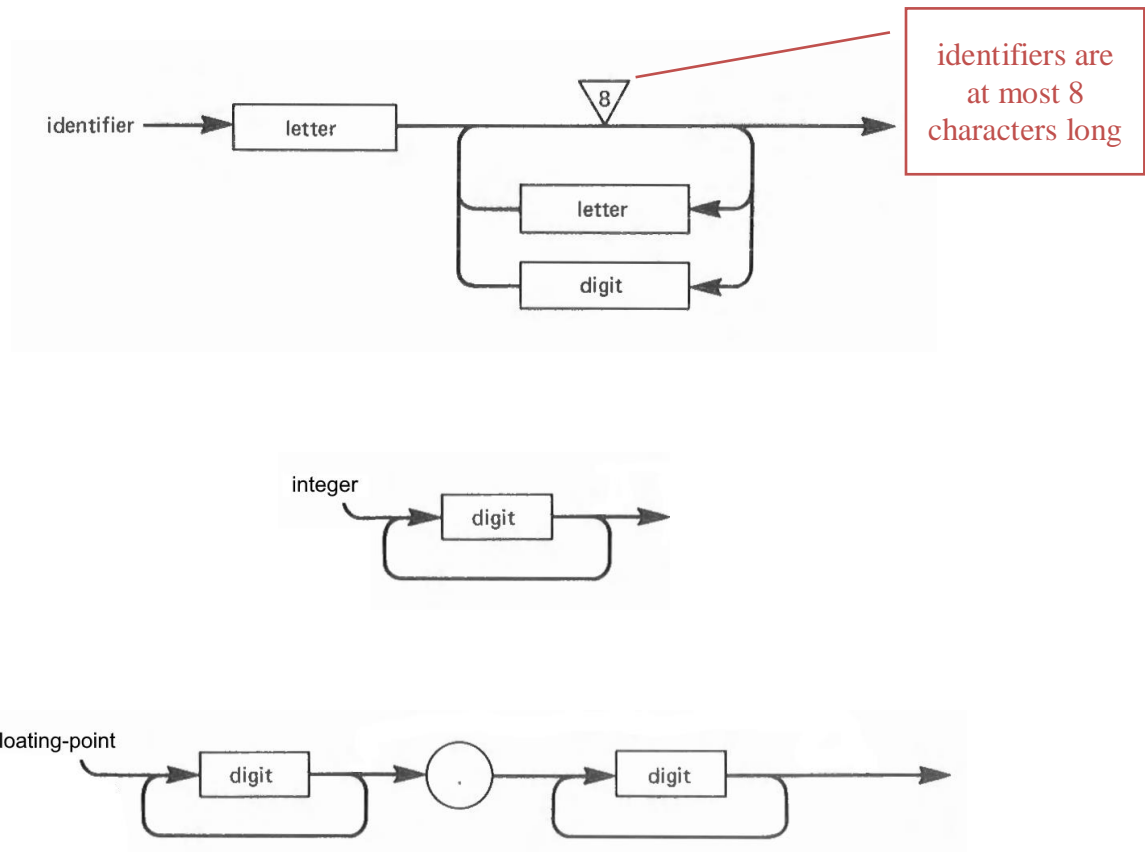 identifiers are
at most 8
characters long
8
identifier
letter
letter
digit
integer
digit
loating-point
digit
.
digit